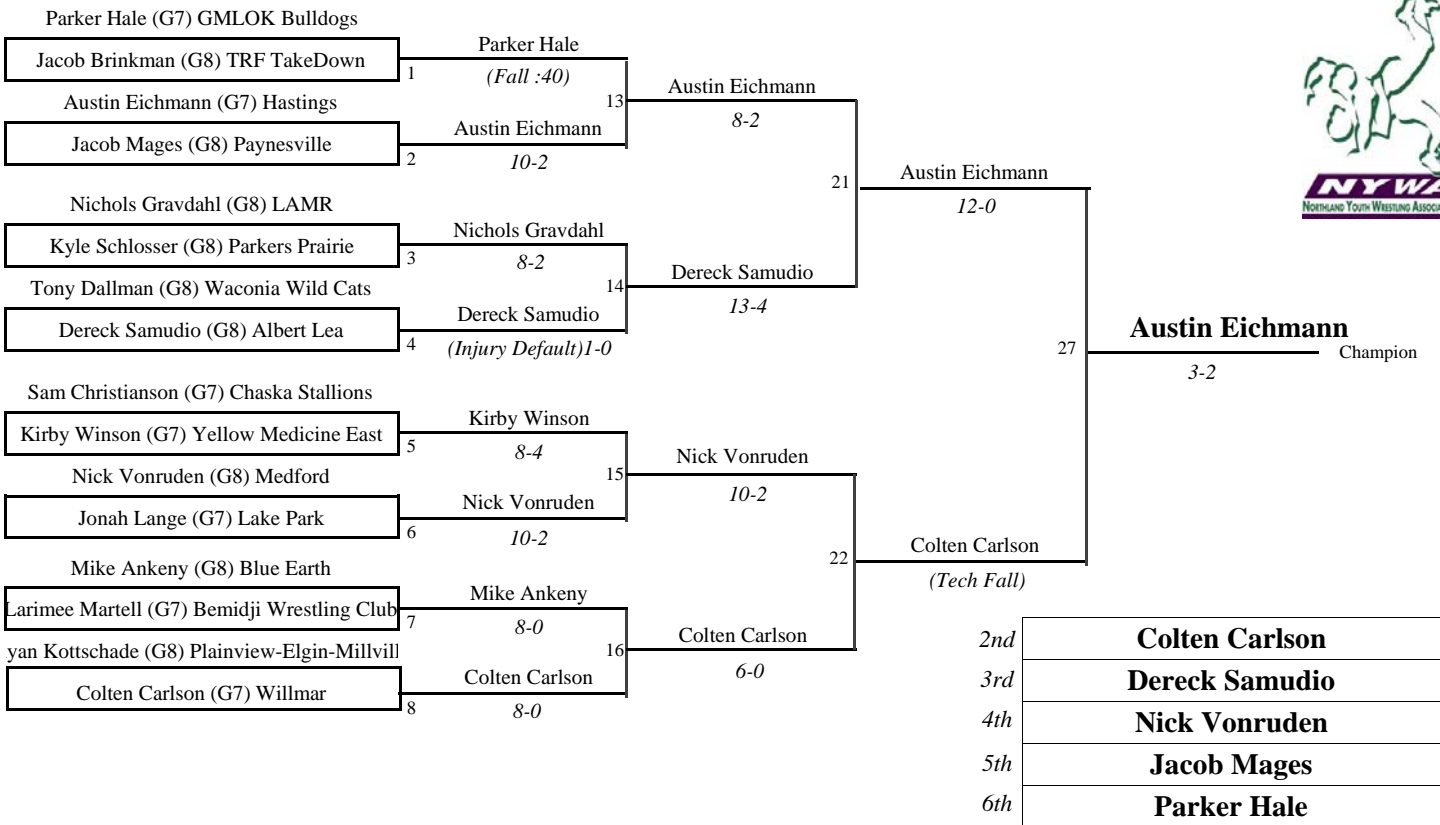 Parker Hale (G7) GMLOK Bulldogs
Jacob Brinkman (G8) TRF TakeDown
1
Parker Hale
(Fall :40)
Austin Eichmann (G7) Hastings
Jacob Mages (G8) Paynesville
2
Austin Eichmann
10-2
13
Austin Eichmann
8-2
Nichols Gravdahl (G8) LAMR
Kyle Schlosser (G8) Parkers Prairie
3
Nichols Gravdahl
8-2
Tony Dallman (G8) Waconia Wild Cats
Dereck Samudio (G8) Albert Lea
4
Dereck Samudio
(Injury Default)1-0
14
Dereck Samudio
13-4
21
Austin Eichmann
12-0
Sam Christianson (G7) Chaska Stallions
Kirby Winson (G7) Yellow Medicine East
5
Kirby Winson
8-4
Nick Vonruden (G8) Medford
Jonah Lange (G7) Lake Park
6
Nick Vonruden
10-2
15
Nick Vonruden
10-2
Mike Ankeny (G8) Blue Earth
Larimee Martell (G7) Bemidji Wrestling Club
7
Mike Ankeny
8-0
yan Kottschade (G8) Plainview-Elgin-Millvill
Colten Carlson (G7) Willmar
8
Colten Carlson
8-0
16
Colten Carlson
6-0
22
Colten Carlson
(Tech Fall)
27
Austin Eichmann
Champion
3-2
NYWA
NORTHLAND YOUTH WRESTLING ASSOCIA
2nd Colten Carlson
3rd Dereck Samudio
4th Nick Vonruden
5th Jacob Mages
6th Parker Hale